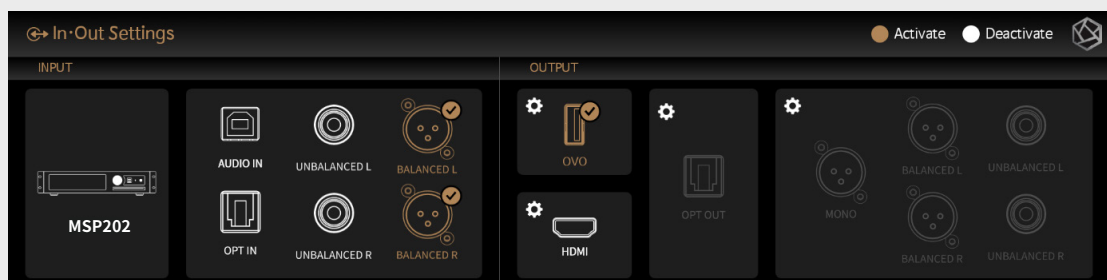 In·Out Settings
Activate
Deactivate
INPUT
OUTPUT
MSP202
AUDIO IN
UNBALANCED L
BALANCED L
OPT IN
UNBALANCED R
BALANCED R
OVO
HDMI
OPT OUT
MONO
BALANCED L
UNBALANCED L
BALANCED R
UNBALANCED R